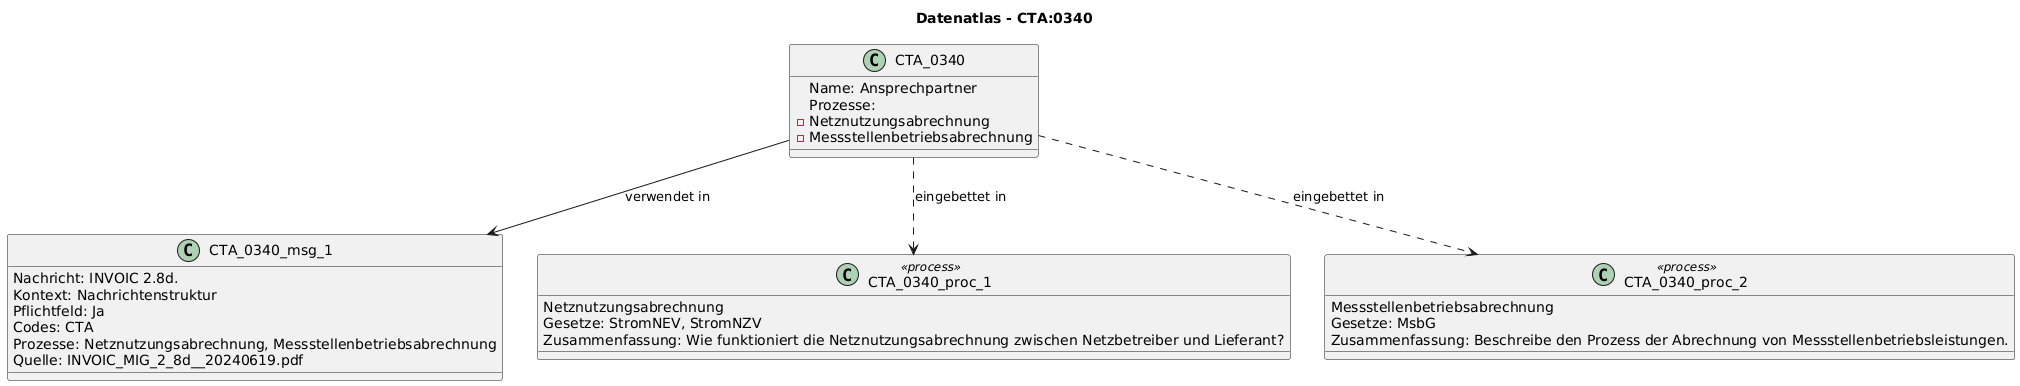 Datenatlas - CTA:0340
C CTA_0340
Name: Ansprechpartner
Prozesse:
Netznutzungsabrechnung
Messstellenbetriebsabrechnung
verwendet in
eingebettet in
eingebettet in
C CTA_0340_msg_1
Nachricht: INVOIC 2.8d.
Kontext: Nachrichtenstruktur
Pflichtfeld: Ja
Codes: CTA
Prozesse: Netznutzungsabrechnung, Messstellenbetriebsabrechnung
Quelle: INVOIC_MIG_2_8d__20240619.pdf
«process»
C CTA_0340_proc_1
Netznutzungsabrechnung
Gesetze: StromNEV, StromNZV
Zusammenfassung: Wie funktioniert die Netznutzungsabrechnung zwischen Netzbetreiber und Lieferant?
«process»
C CTA_0340_proc_2
Messstellenbetriebsabrechnung
Gesetze: MsbG
Zusammenfassung: Beschreibe den Prozess der Abrechnung von Messstellenbetriebsleistungen.